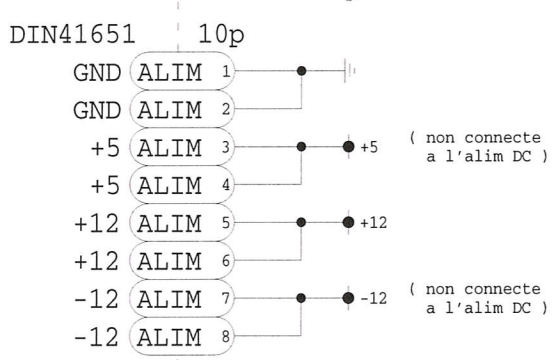 DIN41651 10p
GND ALIM 1
GND ALIM 2
+5 ALIM 3 +5 ( non connecte
a l'alim DC )
+5 ALIM 4
+12 ALIM 5 +12
+12 ALIM 6
-12 ALIM 7 -12 ( non connecte
a l'alim DC )
-12 ALIM 8